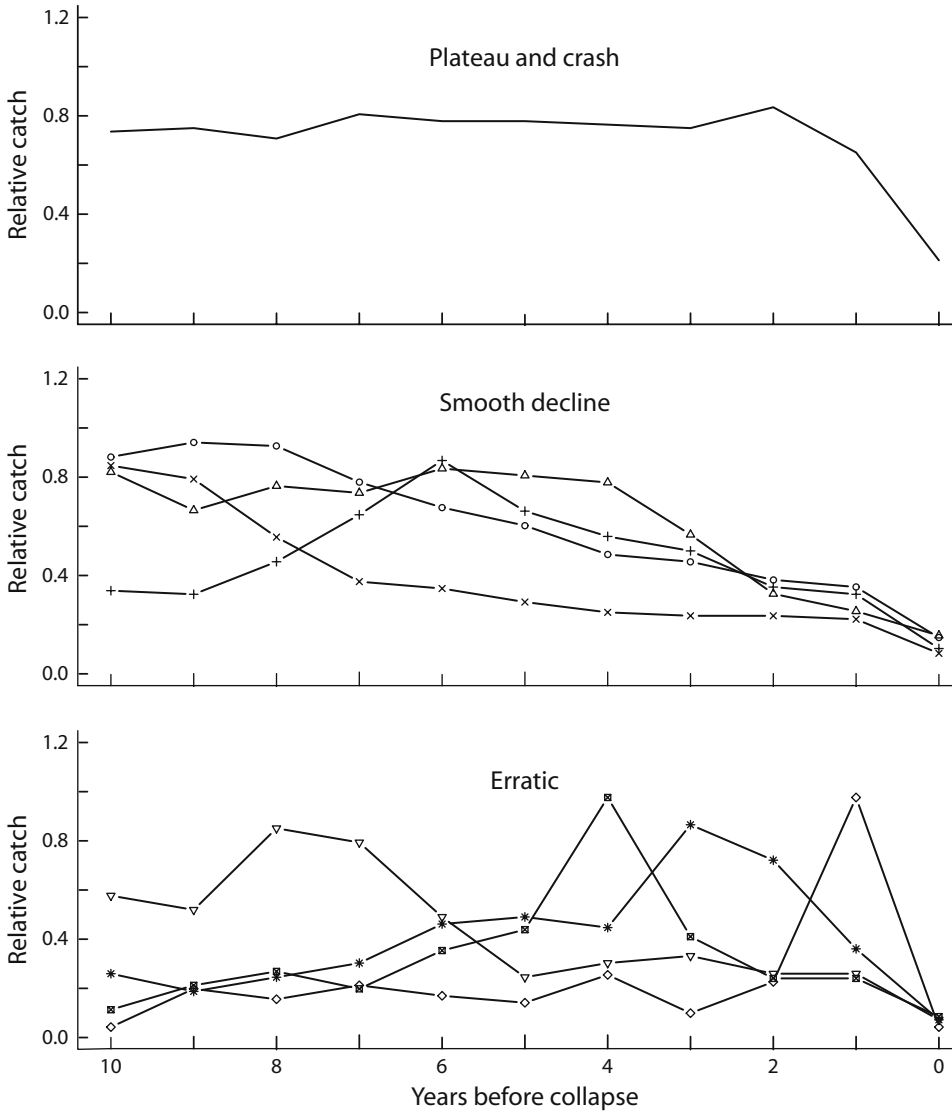 Plateau and crash
Relative catch
1.2
0.8
0.4
0.0
Smooth decline
Relative catch
1.2
0.8
0.4
0.0
Erratic
Relative catch
1.2
0.8
0.4
0.0
10 8 6 4 2 0
Years before collapse